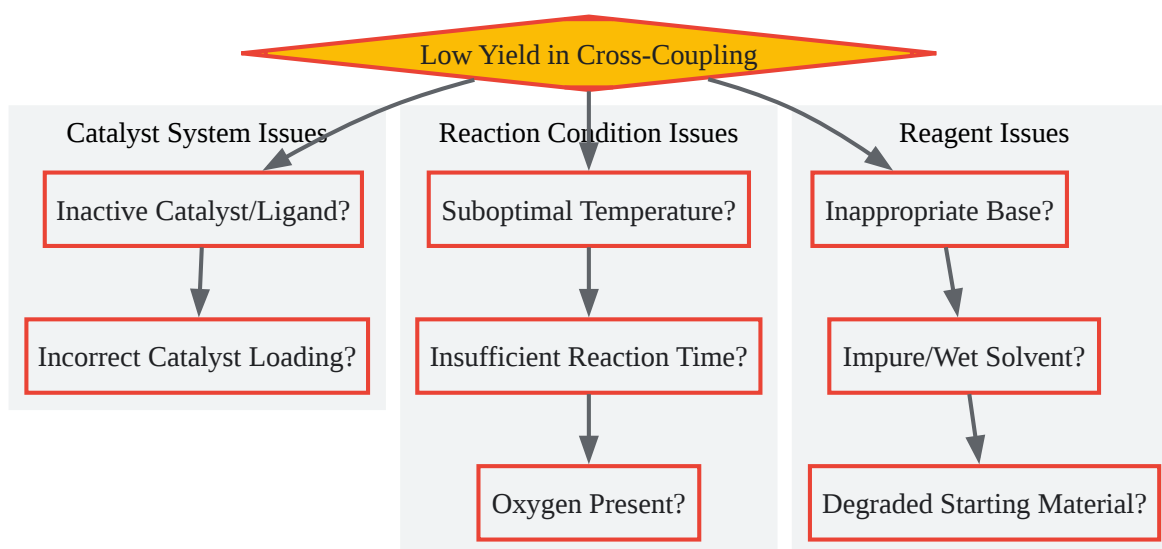 Low Yield in Cross-Coupling
Catalyst System Issues
Inactive Catalyst/Ligand?
Incorrect Catalyst Loading?
Reaction Condition Issues
Suboptimal Temperature?
Insufficient Reaction Time?
Oxygen Present?
Reagent Issues
Inappropriate Base?
Impure/Wet Solvent?
Degraded Starting Material?